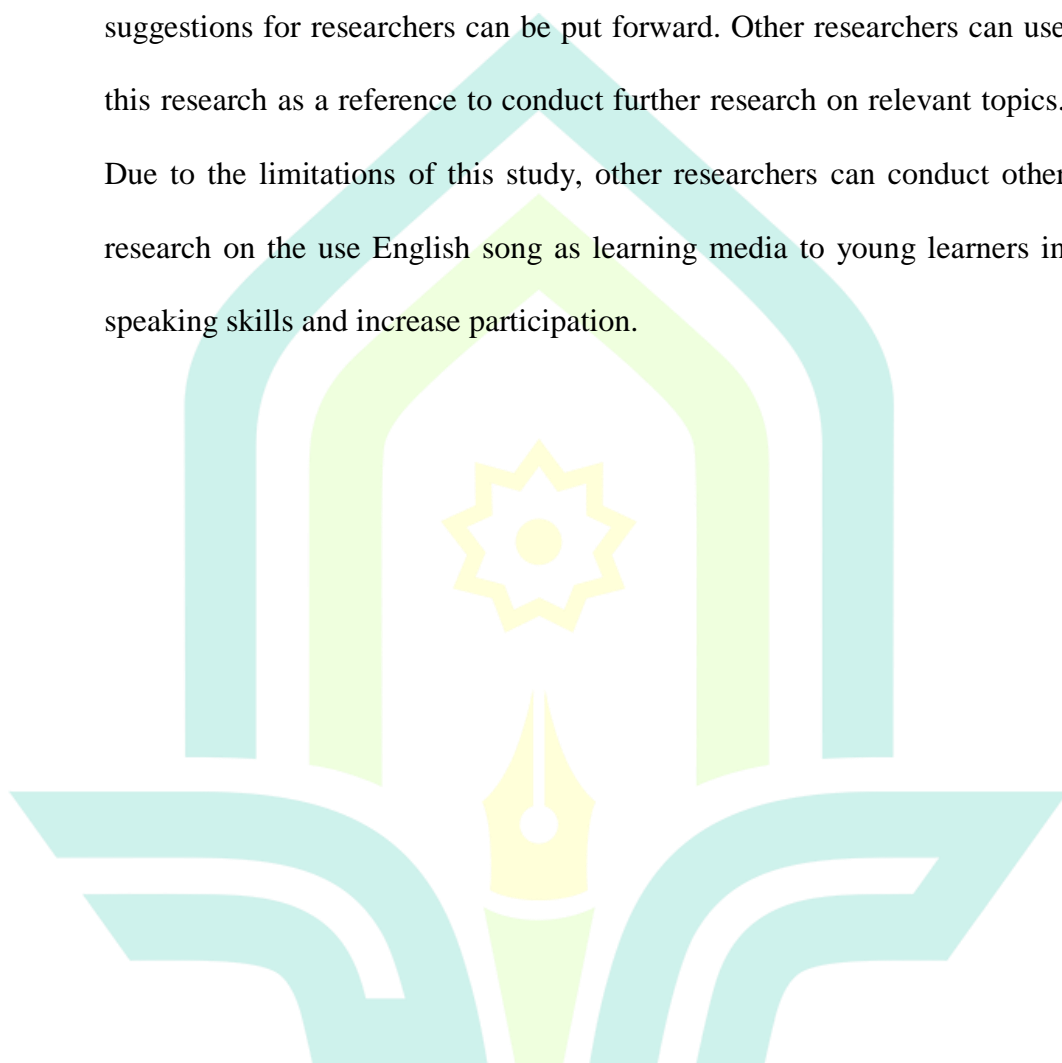 suggestions for researchers can be put forward. Other researchers can use
this research as a reference to conduct further research on relevant topics.
Due to the limitations of this study, other researchers can conduct other
research on the use English song as learning media to young learners in
speaking skills and increase participation.